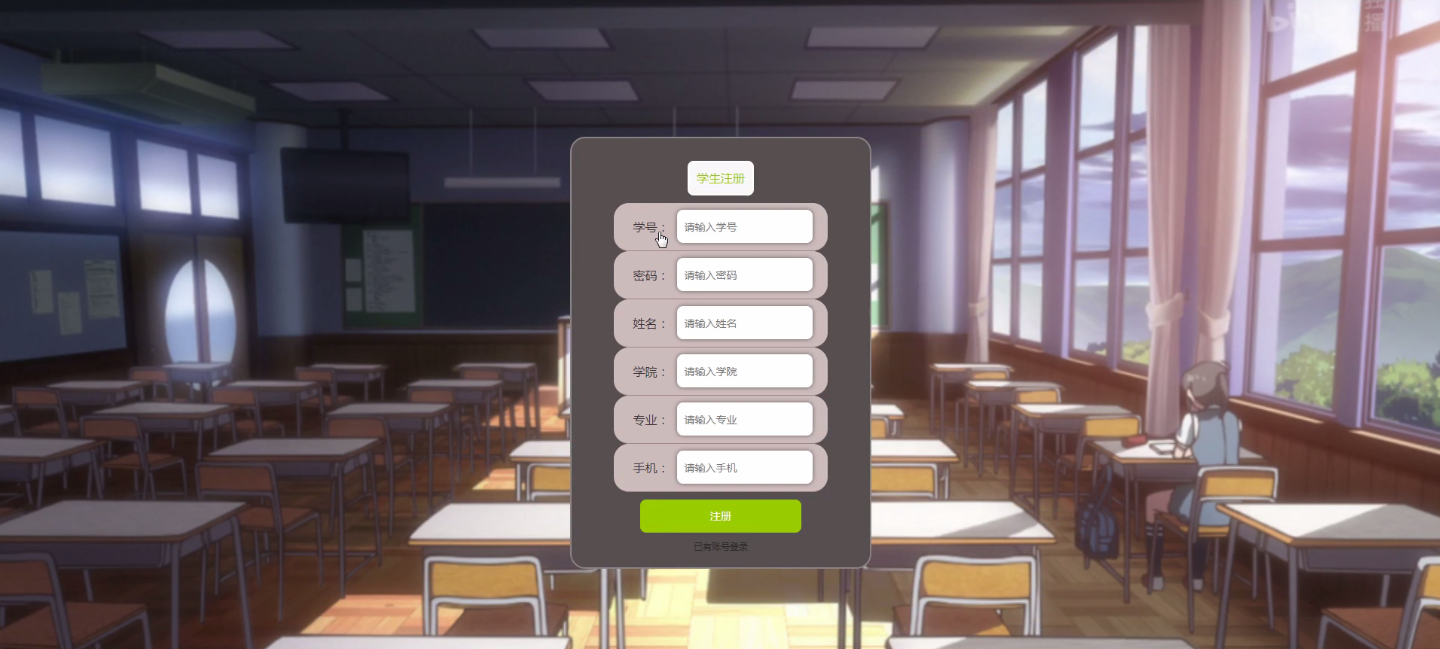 独播
学生注册
学号： 请输入学号
密码： 请输入密码
姓名： 请输入姓名
学院： 请输入学院
专业： 请输入专业
手机： 请输入手机
注册
已有账号登录